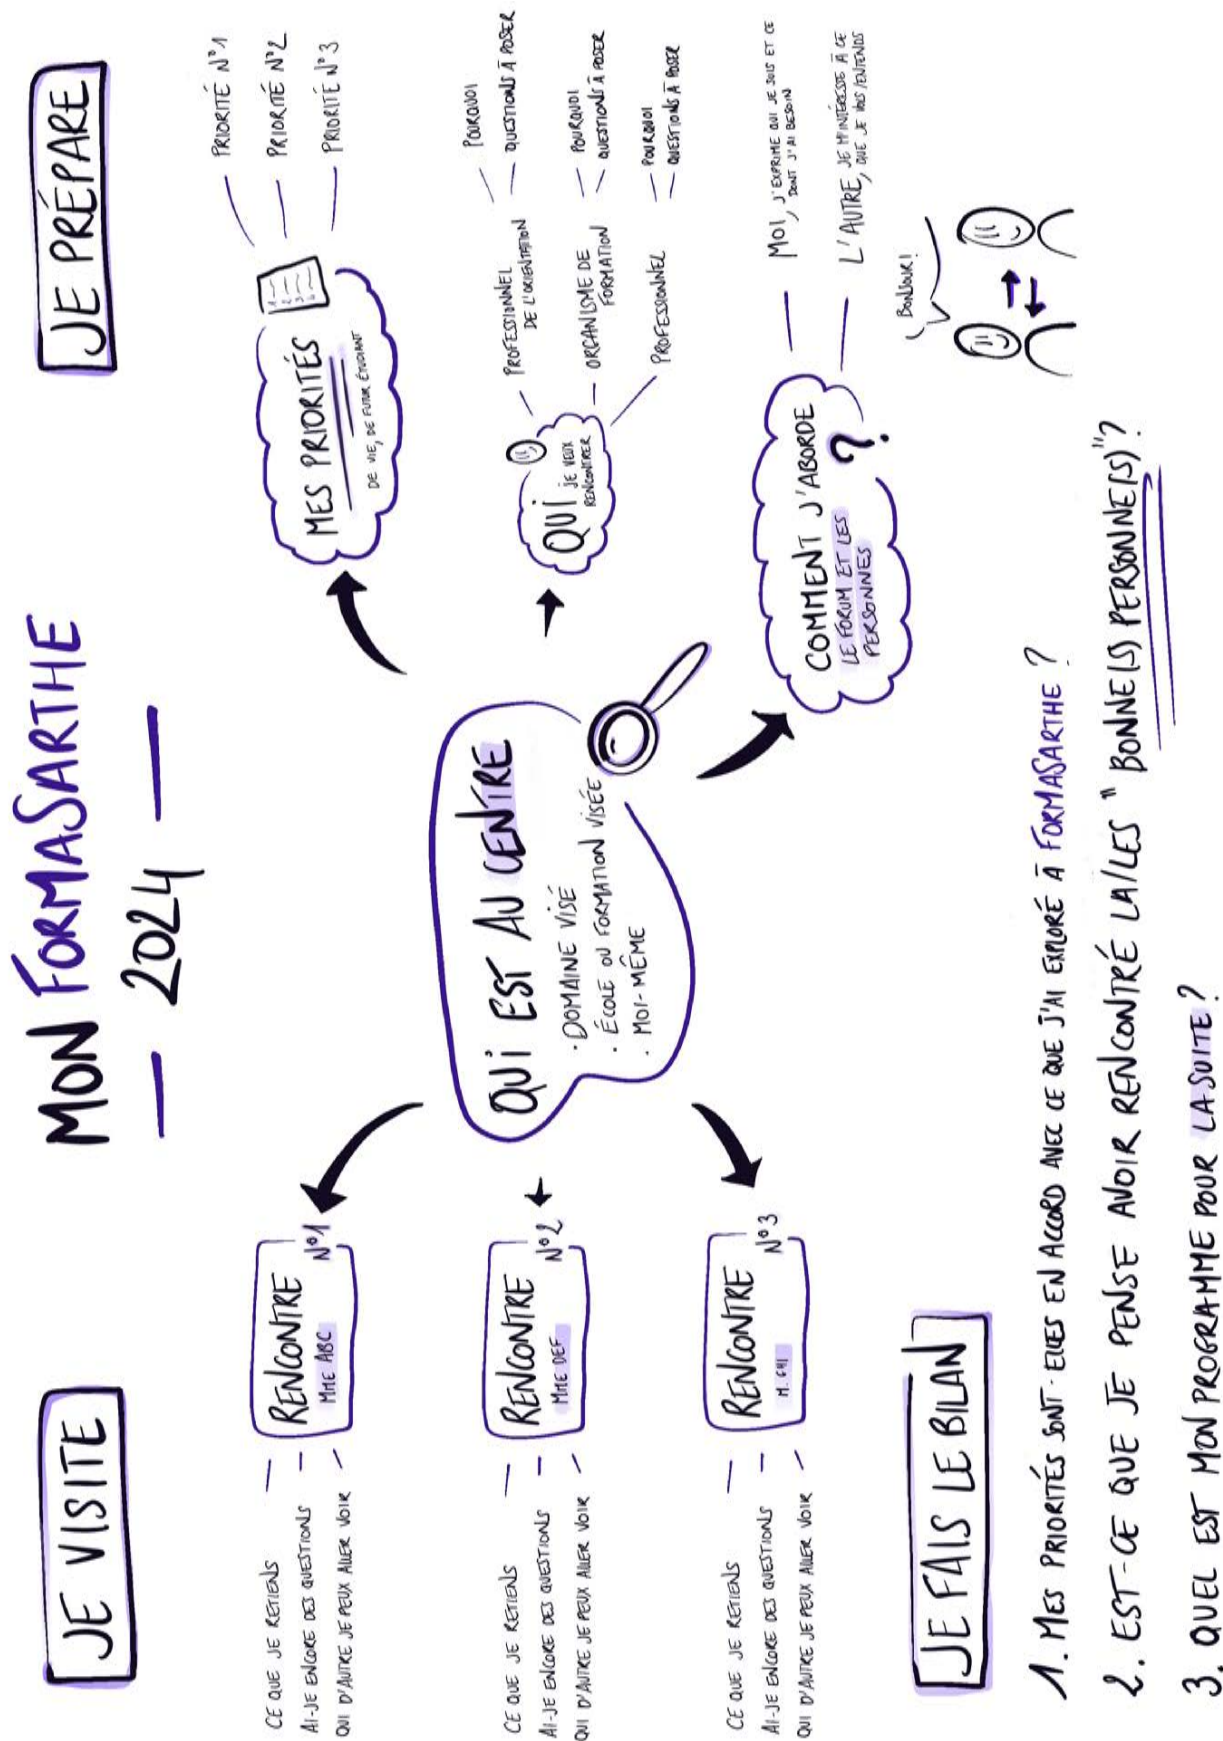 MON FORMASARTHE
2024
JE VISITE
RENCONTRE
MME ABC
N°1
CE QUE JE RETIENS
AI-JE ENCORE DES QUESTIONS
QUI D'AUTRE JE PEUX ALLER VOIR
RENCONTRE
MME DEF
N°2
CE QUE JE RETIENS
AI-JE ENCORE DES QUESTIONS
QUI D'AUTRE JE PEUX ALLER VOIR
RENCONTRE
M. GHI
N°3
CE QUE JE RETIENS
AI-JE ENCORE DES QUESTIONS
QUI D'AUTRE JE PEUX ALLER VOIR
QUI EST AU CENTRE
· DOMAINE VISÉ
· ÉCOLE OU FORMATION VISÉE
· MOI-MÊME
JE PRÉPARE
MES PRIORITÉS
DE VIE, DE FUTUR ÉTUDIANT
1
2
3
4
PRIORITÉ N°1
PRIORITÉ N°2
PRIORITÉ N°3
QUI
JE VEUX
RENCONTRER
PROFESSIONNEL
DE L'ORIENTATION
POURQUOI
QUESTIONS À POSER
ORGANISME DE
FORMATION
POURQUOI
QUESTIONS À POSER
PROFESSIONNEL
POURQUOI
QUESTIONS À POSER
COMMENT J'ABORDE
LE FORUM ET LES
PERSONNES
?
MOI, J'EXPRIME QUI JE SUIS ET CE
DONT J'AI BESOIN
L'AUTRE, JE M'INTÉRESSE À CE
QUE JE VOIS/ENTENDS
BONJOUR!
JE FAIS LE BILAN
1. MES PRIORITÉS SONT-ELLES EN ACCORD AVEC CE QUE J'AI EXPLORÉ À FORMASARTHE ?
2. EST-CE QUE JE PENSE AVOIR RENCONTRÉ LA/LES "BONNE(S) PERSONNE(S)"?
3. QUEL EST MON PROGRAMME POUR LA SUITE?